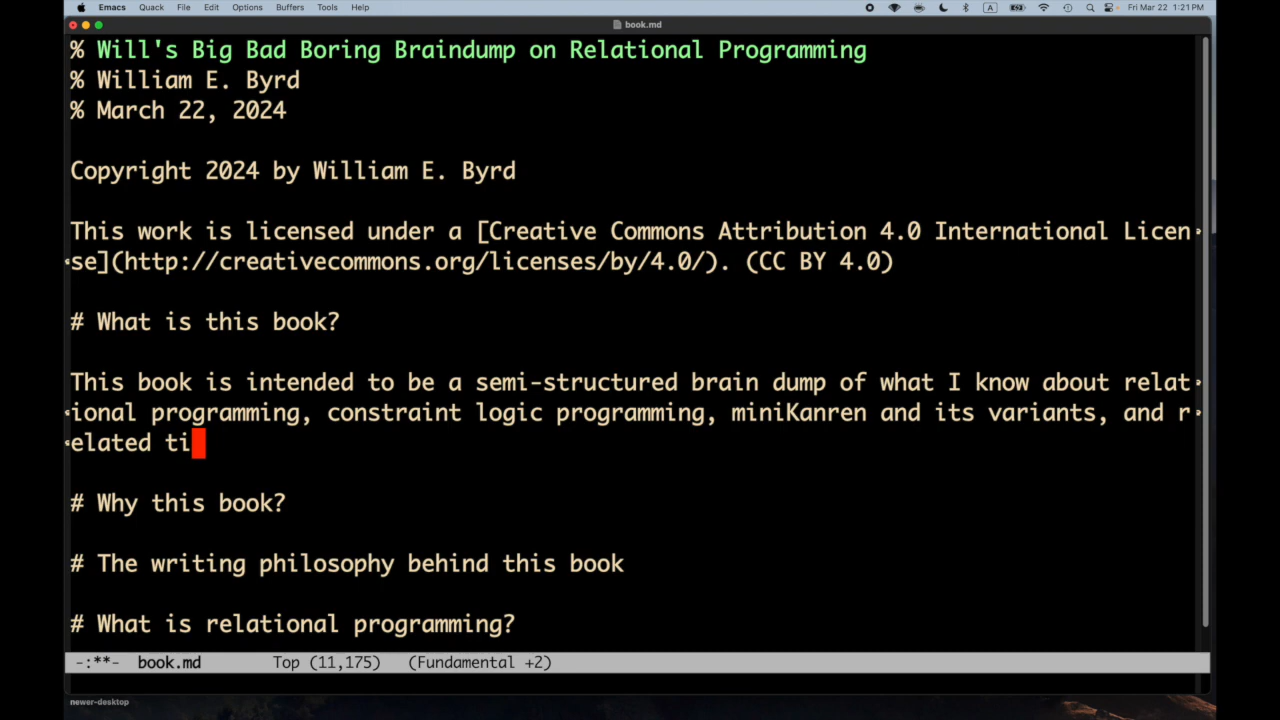 Emacs Quack File Edit Options Buffers Tools Help A Fri Mar 22 1:21 PM
book.md
% Will's Big Bad Boring Braindump on Relational Programming
% William E. Byrd
% March 22, 2024
Copyright 2024 by William E. Byrd
This work is licensed under a [Creative Commons Attribution 4.0 International Licen
se](http://creativecommons.org/licenses/by/4.0/). (CC BY 4.0)
# What is this book?
This book is intended to be a semi-structured brain dump of what I know about relat
ional programming, constraint logic programming, miniKanren and its variants, and r
elated ti
# Why this book?
# The writing philosophy behind this book
# What is relational programming?
-:**- book.md Top (11,175) (Fundamental +2)
newer-desktop